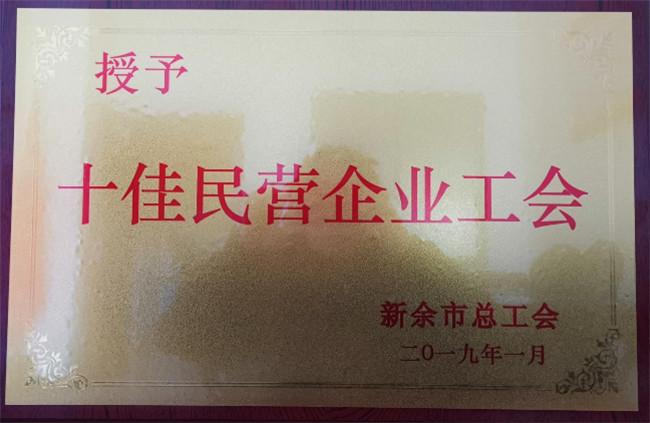 授予
十佳民营企业工会
新余市总工会
二0一九年一月